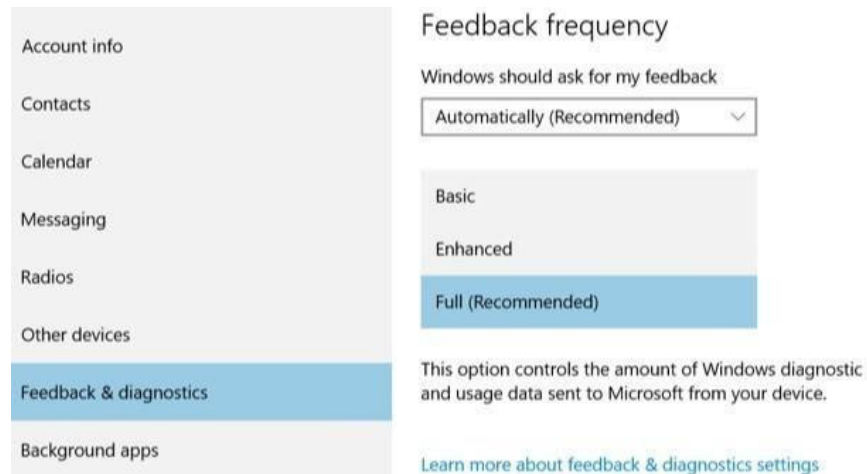 Account info
Contacts
Calendar
Messaging
Radios
Other devices
Feedback & diagnostics
Background apps
Feedback frequency
Windows should ask for my feedback
Automatically (Recommended)
Basic
Enhanced
Full (Recommended)
This option controls the amount of Windows diagnostic
and usage data sent to Microsoft from your device.
Learn more about feedback & diagnostics settings